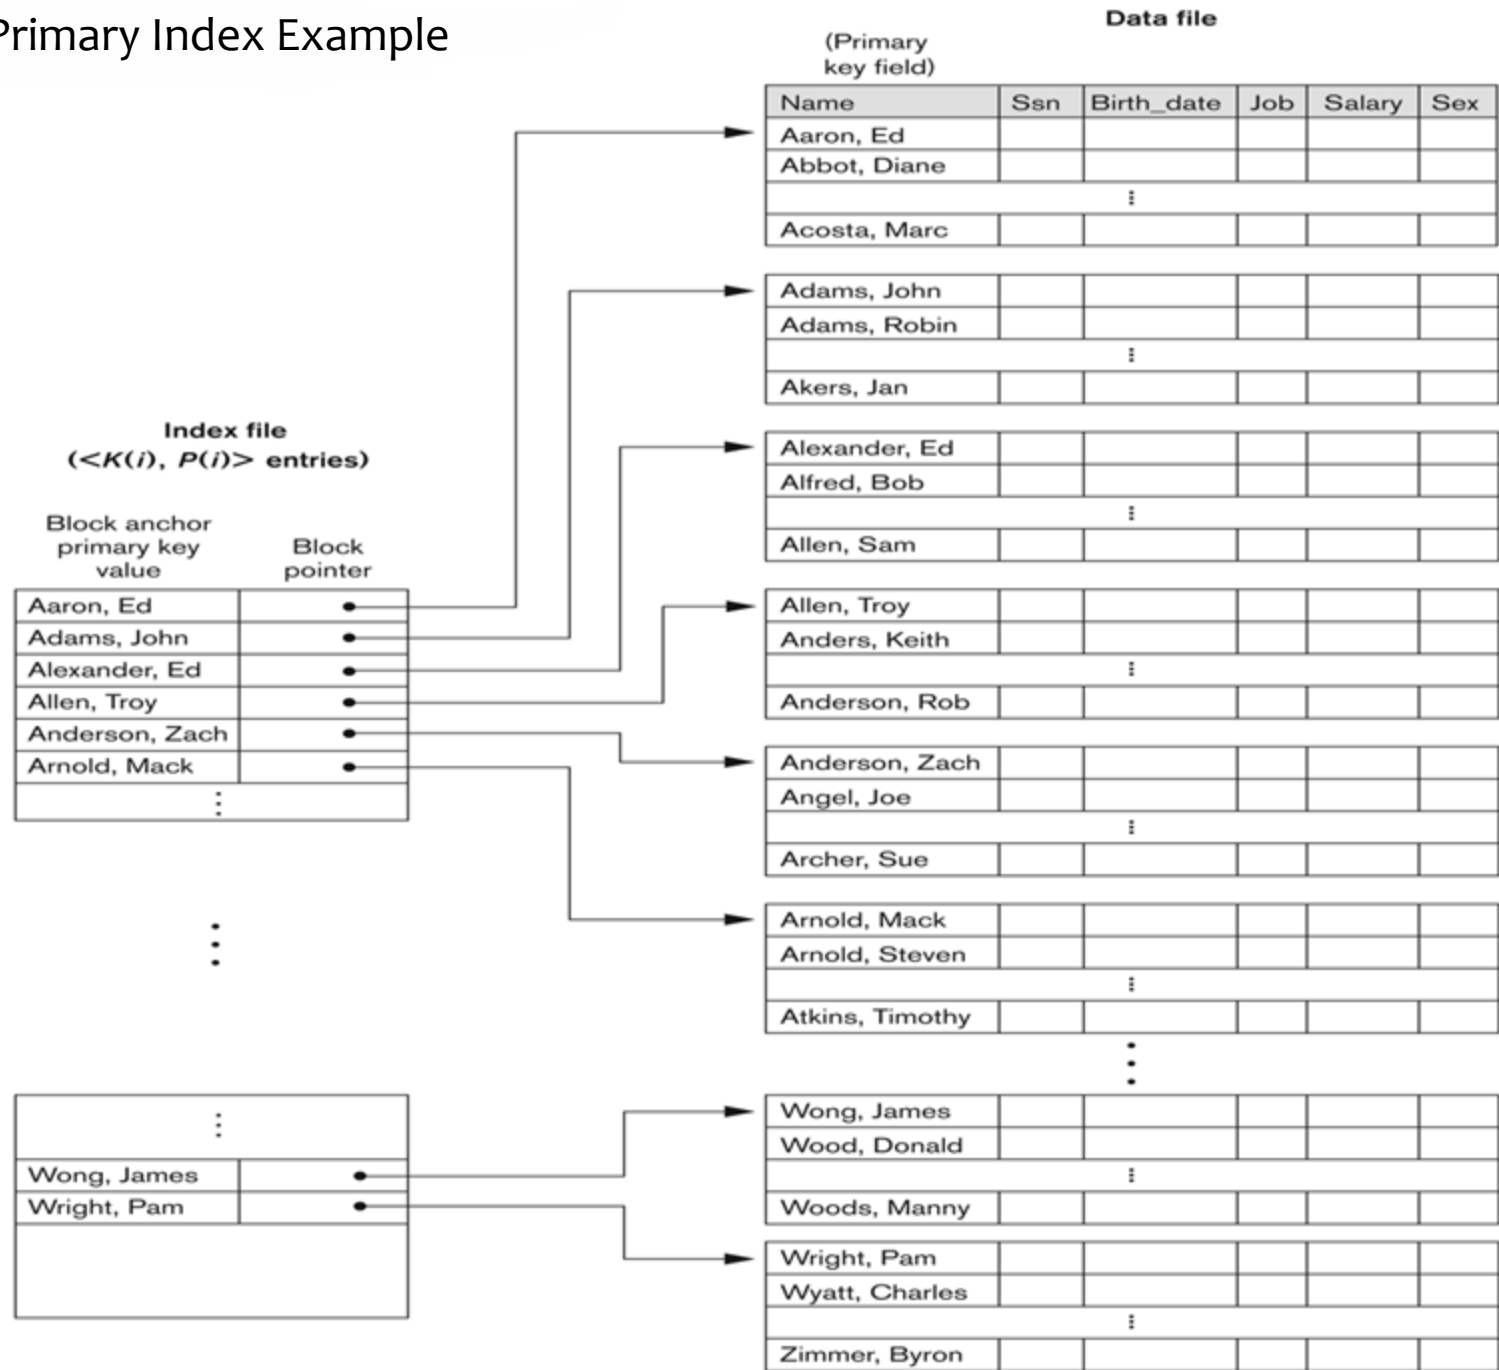 Primary Index Example
Data file
(Primary
key field)
Name Ssn Birth_date Job Salary Sex
Aaron, Ed
Abbot, Diane
Acosta, Marc
Adams, John
Adams, Robin
Akers, Jan
Alexander, Ed
Alfred, Bob
Allen, Sam
Allen, Troy
Anders, Keith
Anderson, Rob
Anderson, Zach
Angel, Joe
Archer, Sue
Arnold, Mack
Arnold, Steven
Atkins, Timothy
Wong, James
Wood, Donald
Woods, Manny
Wright, Pam
Wyatt, Charles
Zimmer, Byron
Index file
(<K(i), P(i)> entries)
Block anchor
primary key
value
Block
pointer
Aaron, Ed
Adams, John
Alexander, Ed
Allen, Troy
Anderson, Zach
Arnold, Mack
Wong, James
Wright, Pam